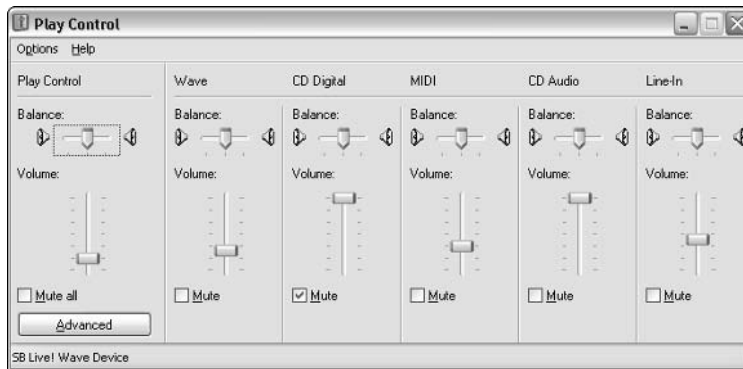 Play Control
Options Help
Play Control Wave CD Digital MIDI CD Audio Line-In
Balance: Balance: Balance: Balance: Balance: Balance:
Volume: Volume: Volume: Volume: Volume: Volume:
Mute all Mute Mute Mute Mute Mute
Advanced
SB Live! Wave Device